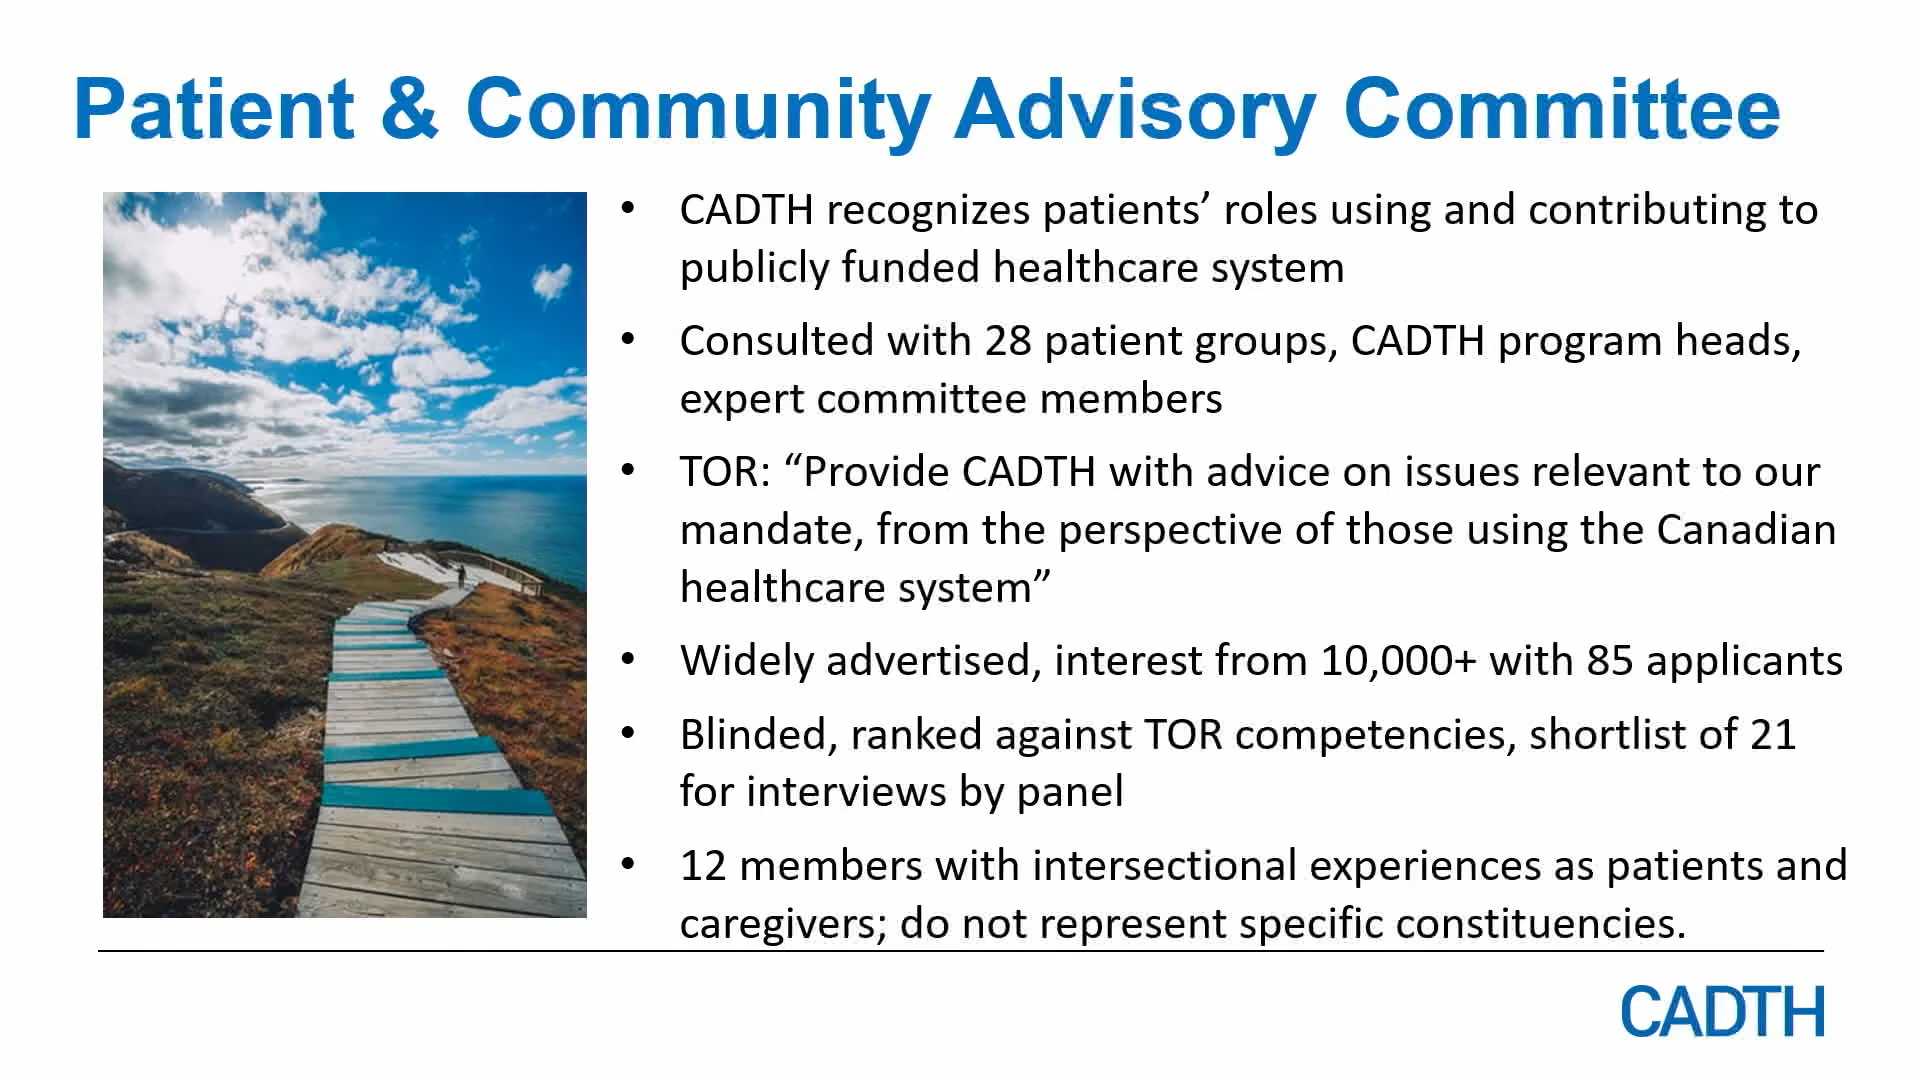 Patient & Community Advisory Committee
• CADTH recognizes patients’ roles using and contributing to
publicly funded healthcare system
• Consulted with 28 patient groups, CADTH program heads,
expert committee members
• TOR: “Provide CADTH with advice on issues relevant to our
mandate, from the perspective of those using the Canadian
healthcare system”
• Widely advertised, interest from 10,000+ with 85 applicants
• Blinded, ranked against TOR competencies, shortlist of 21
for interviews by panel
• 12 members with intersectional experiences as patients and
caregivers; do not represent specific constituencies.
CADTH